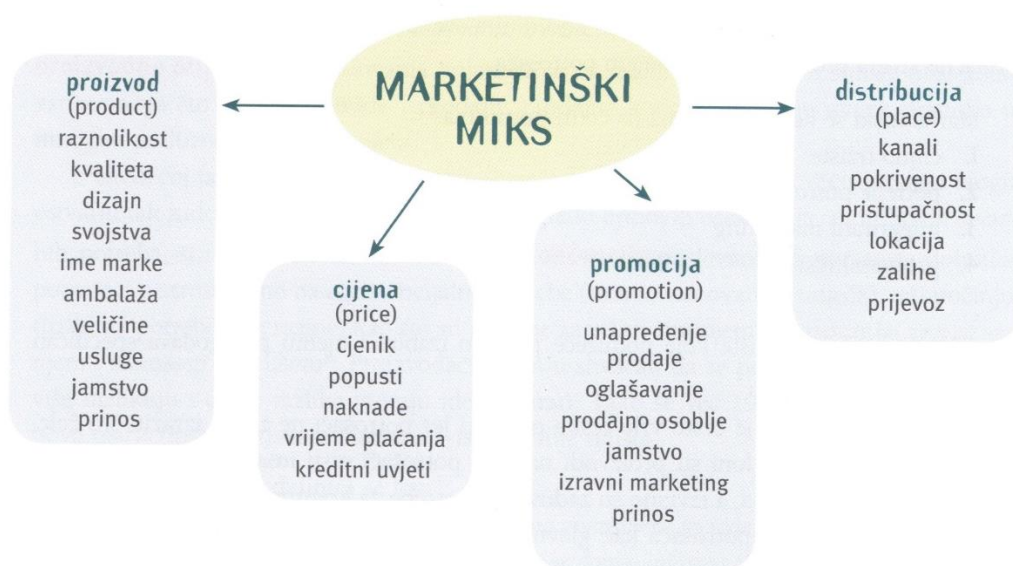 MARKETINŠKI
MIKS
proizvod
(product)
raznolikost
kvaliteta
dizajn
svojstva
ime marke
ambalaža
veličine
usluge
jamstvo
prinos
cijena
(price)
cjenik
popusti
naknade
vrijeme plaćanja
kreditni uvjeti
promocija
(promotion)
unapređenje
prodaje
oglašavanje
prodajno osoblje
jamstvo
izravni marketing
prinos
distribucija
(place)
kanali
pokrivenost
pristupačnost
lokacija
zalihe
prijevoz